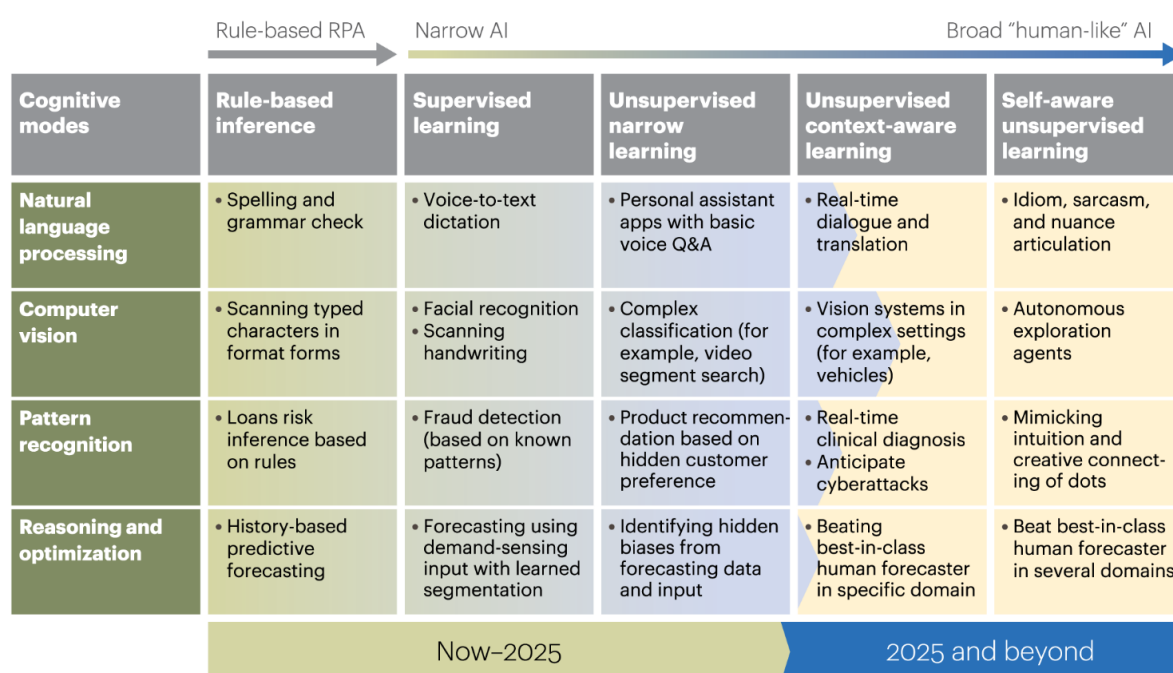 Rule-based RPA
Narrow AI
Broad “human-like” AI
Cognitive
modes
Rule-based
inference
Supervised
learning
Unsupervised
narrow
learning
Unsupervised
context-aware
learning
Self-aware
unsupervised
learning
Natural
language
processing
• Spelling and
grammar check
• Voice-to-text
dictation
• Personal assistant
apps with basic
voice Q&A
• Real-time
dialogue and
translation
• Idiom, sarcasm,
and nuance
articulation
Computer
vision
• Scanning typed
characters in
format forms
• Facial recognition
• Scanning
handwriting
• Complex
classification (for
example, video
segment search)
• Vision systems in
complex settings
(for example,
vehicles)
• Autonomous
exploration
agents
Pattern
recognition
• Loans risk
inference based
on rules
• Fraud detection
(based on known
patterns)
• Product recommen-
dation based on
hidden customer
preference
• Real-time
clinical diagnosis
• Anticipate
cyberattacks
• Mimicking
intuition and
creative connect-
ing of dots
Reasoning and
optimization
• History-based
predictive
forecasting
• Forecasting using
demand-sensing
input with learned
segmentation
• Identifying hidden
biases from
forecasting data
and input
• Beating
best-in-class
human forecaster
in specific domain
• Beat best-in-class
human forecaster
in several domains
Now–2025
2025 and beyond